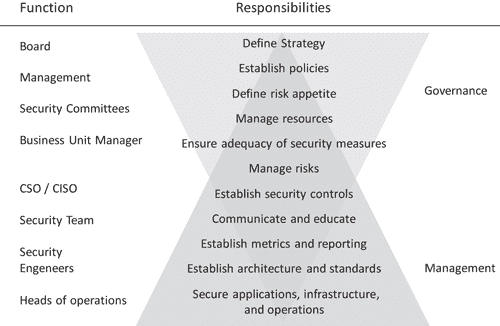 Function
Responsibilities
Board
Define Strategy
Management
Establish policies
Define risk appetite
Governance
Security Committees
Manage resources
Business Unit Manager
Ensure adequacy of security measures
Manage risks
CSO / CISO
Establish security controls
Security Team
Communicate and educate
Establish metrics and reporting
Security
Engeneers
Establish architecture and standards
Management
Heads of operations
Secure applications, infrastructure,
and operations